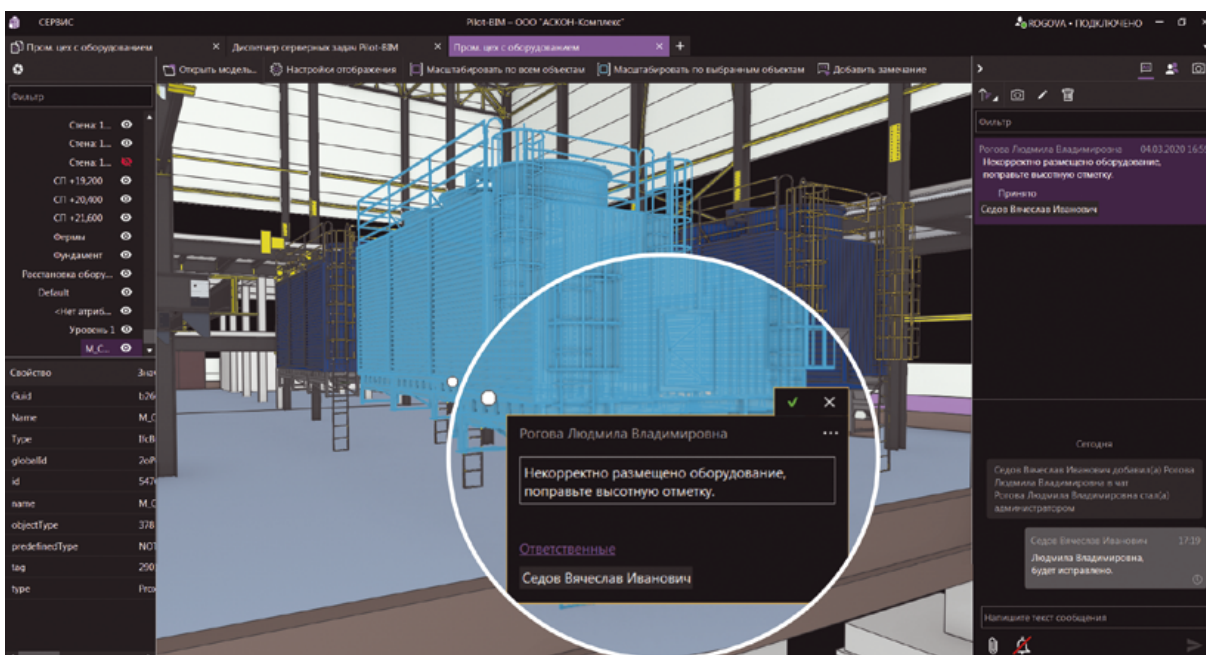 СЕРВИС
Pilot-BIM – ООО "АСКОН-Комплекс"
ROGOVA • ПОДКЛЮЧЕНО
Пром. цех с оборудованием
Диспетчер серверных задач Pilot-BIM
Пром. цех с оборудованием
Открыть модель...
Настройки отображения
Масштабировать по всем объектам
Масштабировать по выбранным объектам
Добавить замечание
Фильтр
Стена: 1...
Стена: 1...
Стена: 1...
СП +19,200
СП +20,400
СП +21,600
Фермы
Фундамент
Расстановка обору...
Default
<Нет атриб...
Уровень 1
M_C...
Свойство
Guid
Name
Type
globalId
id
name
objectType
378
predefinedType
NOT
tag
290
type
Рогова Людмила Владимировна
Некорректно размещено оборудование,
поправьте высотную отметку.
Ответственные
Седов Вячеслав Иванович
Фильтр
Рогова Людмила Владимировна 04.03.2020 16:59
Некорректно размещено оборудование,
поправьте высотную отметку.
Принято
Седов Вячеслав Иванович
Сегодня
Седов Вячеслав Иванович добавил(а) Рогова
Людмила Владимировна в чат
Рогова Людмила Владимировна стал(а)
администратором
Седов Вячеслав Иванович 17:19
Людмила Владимировна,
будет исправлено.
Напишите текст сообщения